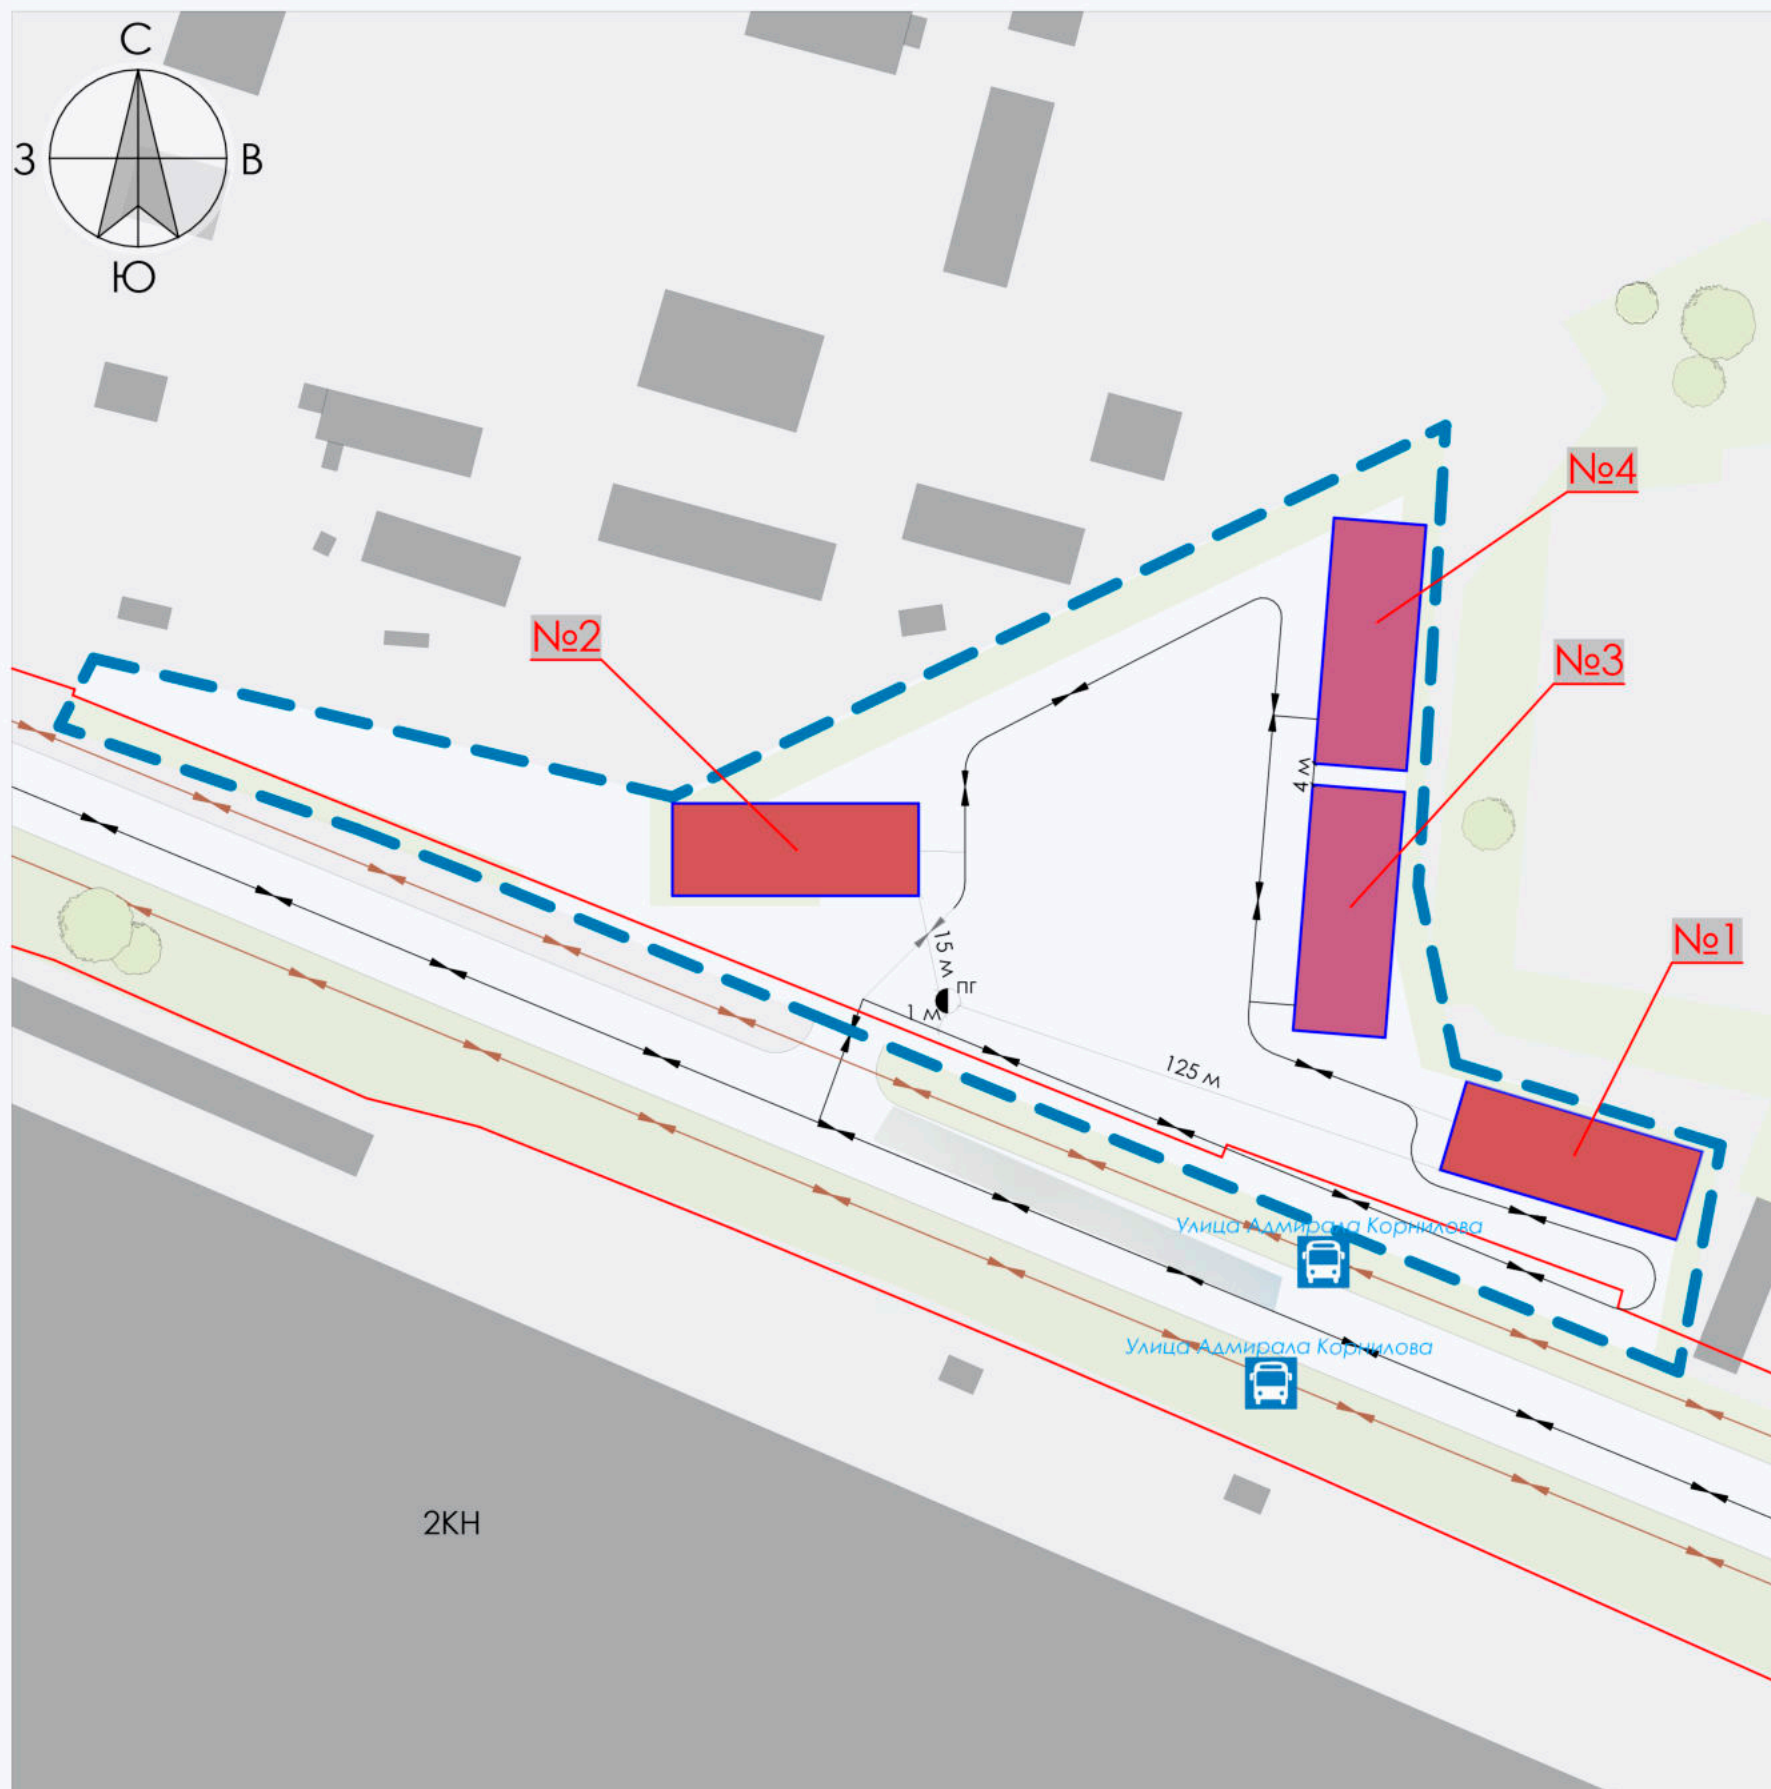 С
З
В
Ю
№4
№2
№3
4 м
№1
15 м
ПГ
1 м
125 м
Улица Адмирала Корнилова
Улица Адмирала Корнилова
2КН